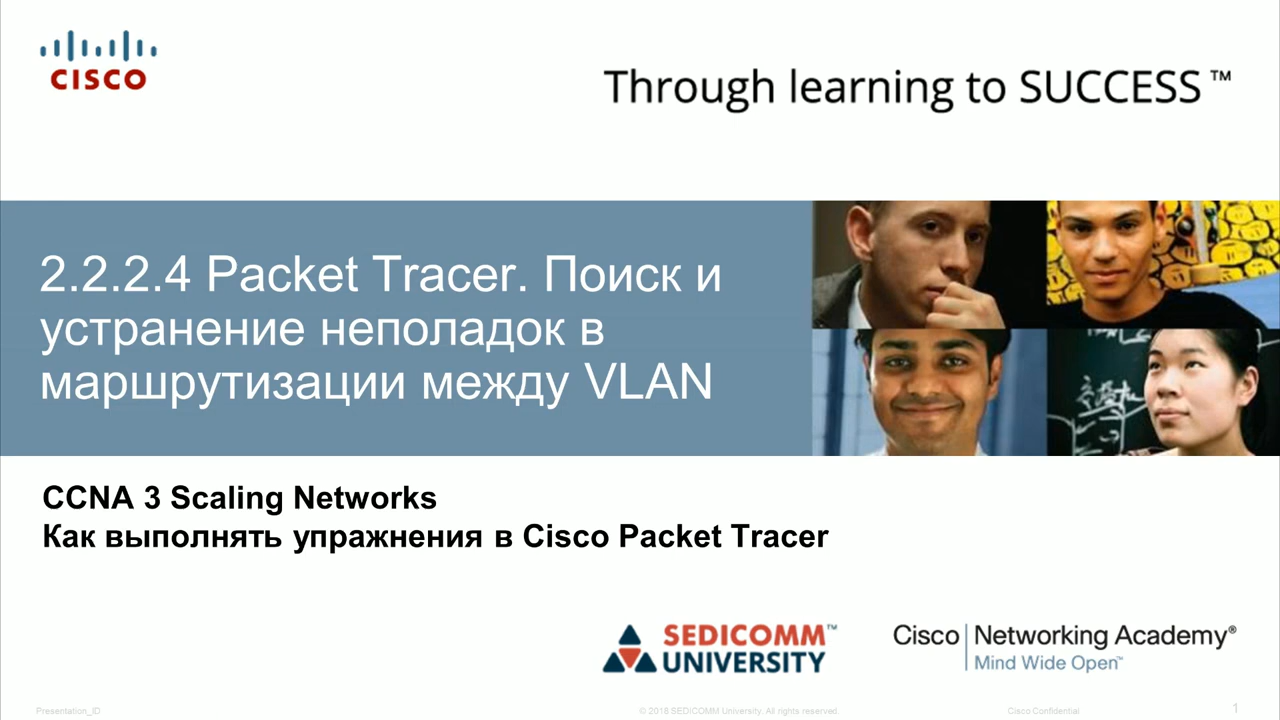 CISCO
Through learning to SUCCESS™
2.2.2.4 Packet Tracer. Поиск и
устранение неполадок в
маршрутизации между VLAN
CCNA 3 Scaling Networks
Как выполнять упражнения в Cisco Packet Tracer
SEDICOMM™
UNIVERSITY
Cisco Networking Academy®
Mind Wide Open™
Presentation_ID
© 2018 SEDICOMM University. All rights reserved.
Cisco Confidential
1